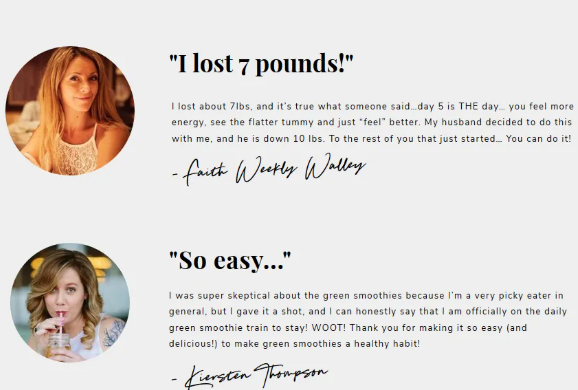 "I lost 7 pounds!"
I lost about 7lbs, and it's true what someone said...day 5 is THE day... you feel more
energy, see the flatter tummy and just "feel" better. My husband decided to do this
with me, and he is down 10 lbs. To the rest of you that just started... You can do it!
- Faith Weekly Walley
"So easy..."
I was super skeptical about the green smoothies because I'm a very picky eater in
general, but I gave it a shot, and I can honestly say that I am officially on the daily
green smoothie train to stay! WOOT! Thank you for making it so easy (and
delicious!) to make green smoothies a healthy habit!
- Kiersten Thompson